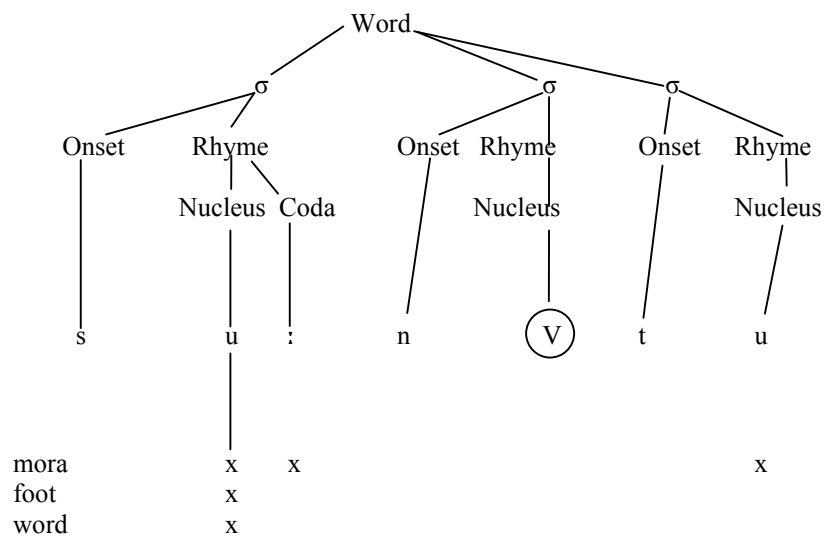 Word
σ σ σ
Onset Rhyme Onset Rhyme Onset Rhyme
Nucleus Coda Nucleus Nucleus
s u : n V t u
mora x x x
foot x
word x